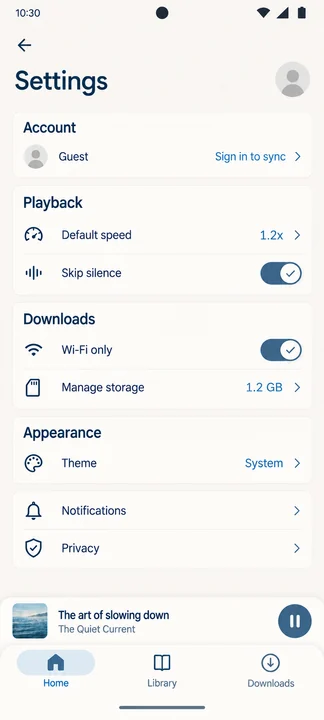 10:30
Settings
Account
Guest
Sign in to sync
Playback
Default speed
1.2x
Skip silence
Downloads
Wi-Fi only
Manage storage
1.2 GB
Appearance
Theme
System
Notifications
Privacy
The art of slowing down
The Quiet Current
Home
Library
Downloads